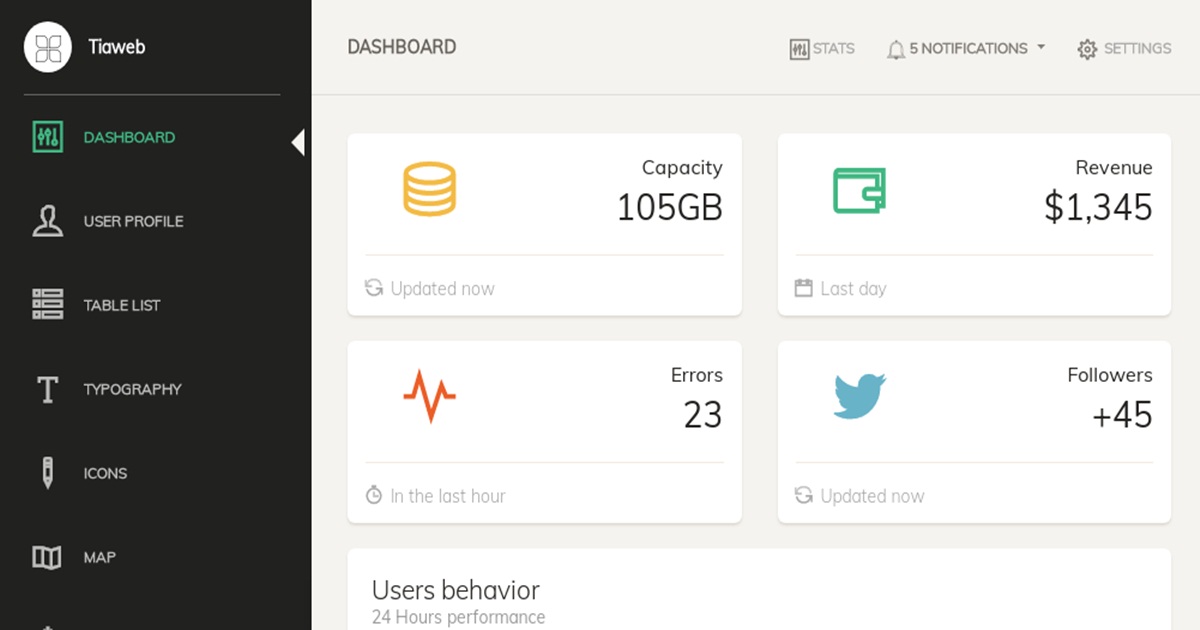 Tiaweb
DASHBOARD
USER PROFILE
TABLE LIST
TYPOGRAPHY
ICONS
MAP
DASHBOARD
STATS
5 NOTIFICATIONS
SETTINGS
Capacity
105GB
Updated now
Revenue
$1,345
Last day
Errors
23
In the last hour
Followers
+45
Updated now
Users behavior
24 Hours performance